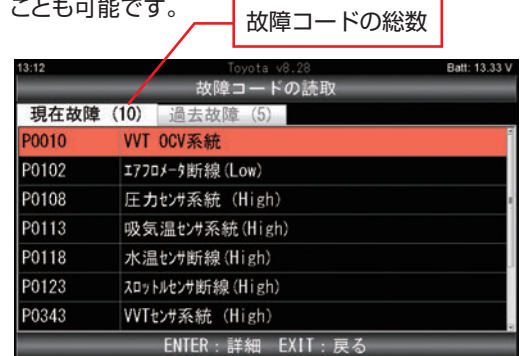 ことも可能です。
故障コードの総数
13:12 Toyota v8.28 Batt: 13.33 V
故障コードの読取
現在故障 (10) 過去故障 (5)
P0010 VVT OCV系統
P0102 ｴｱﾌﾛﾒｰﾀ断線(Low)
P0108 圧力ｾﾝｻ系統 (High)
P0113 吸気温ｾﾝｻ系統(High)
P0118 水温ｾﾝｻ断線(High)
P0123 ｽﾛｯﾄﾙｾﾝｻ断線(High)
P0343 VVTｾﾝｻ系統 (High)
ENTER：詳細 EXIT：戻る